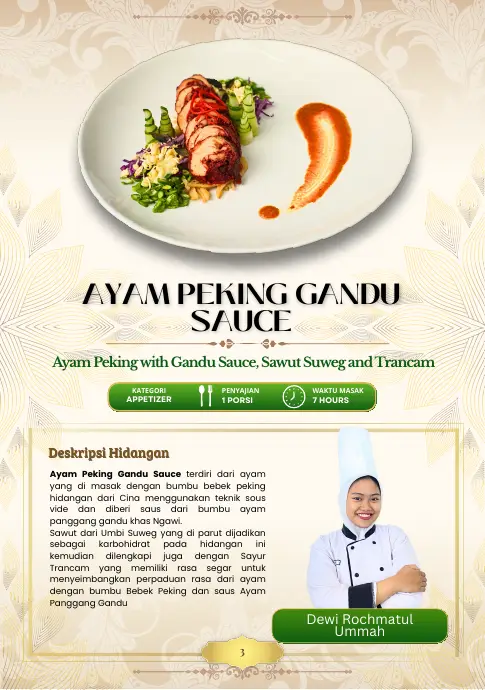 AYAM PEKING GANDU
SAUCE
Ayam Peking with Gandu Sauce, Sawut Suweg and Trancam
KATEGORI
APPETIZER
PENYAJIAN
1 PORSI
WAKTU MASAK
7 HOURS
Deskripsi Hidangan
Ayam Peking Gandu Sauce terdiri dari ayam
yang di masak dengan bumbu bebek peking
hidangan dari Cina menggunakan teknik sous
vide dan diberi saus dari bumbu ayam
panggang gandu khas Ngawi.
Sawut dari Umbi Suweg yang di parut dijadikan
sebagai karbohidrat pada hidangan ini
kemudian dilengkapi juga dengan Sayur
Trancam yang memiliki rasa segar untuk
menyeimbangkan perpaduan rasa dari ayam
dengan bumbu Bebek Peking dan saus Ayam
Panggang Gandu
Dewi Rochmatul
Ummah
3